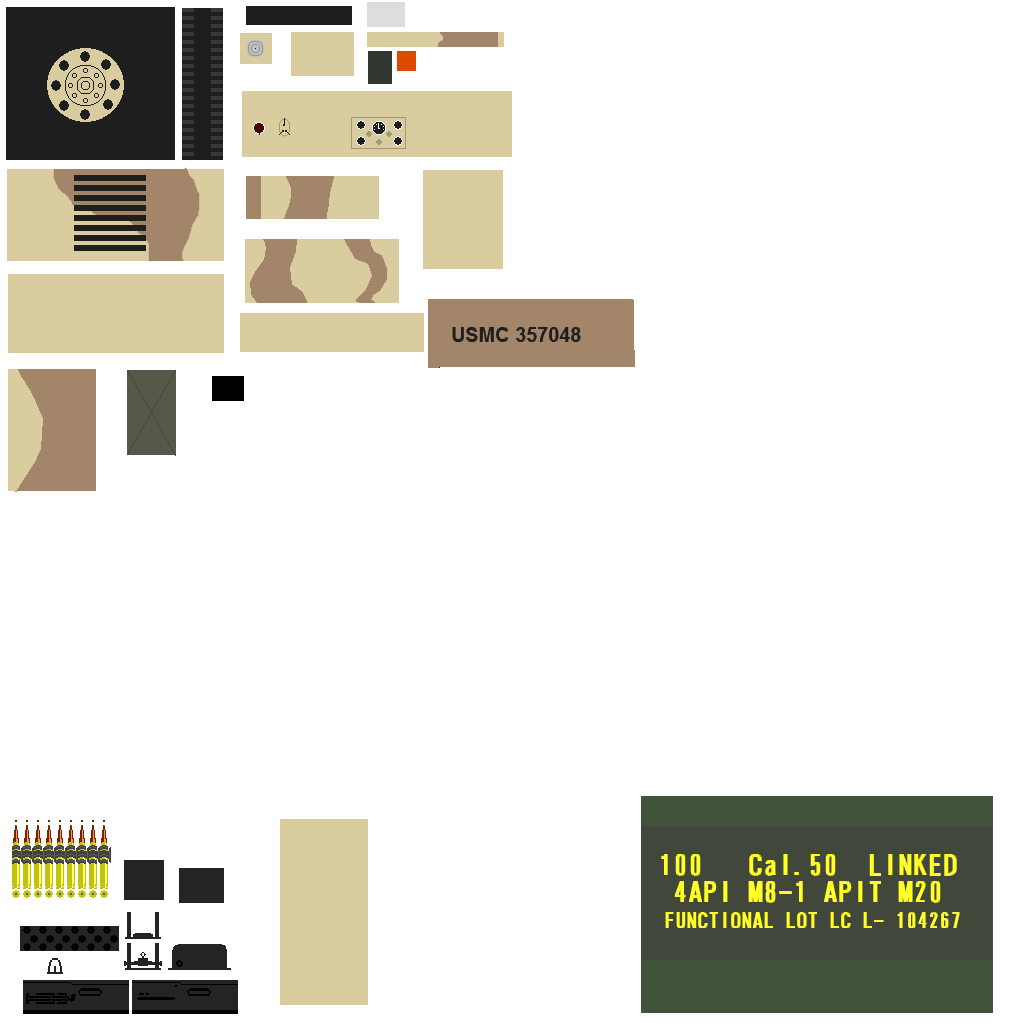 USMC 357048
100 Cal.50 LINKED
4API M8-1 APIT M20
FUNCTIONAL LOT LC L- 104267